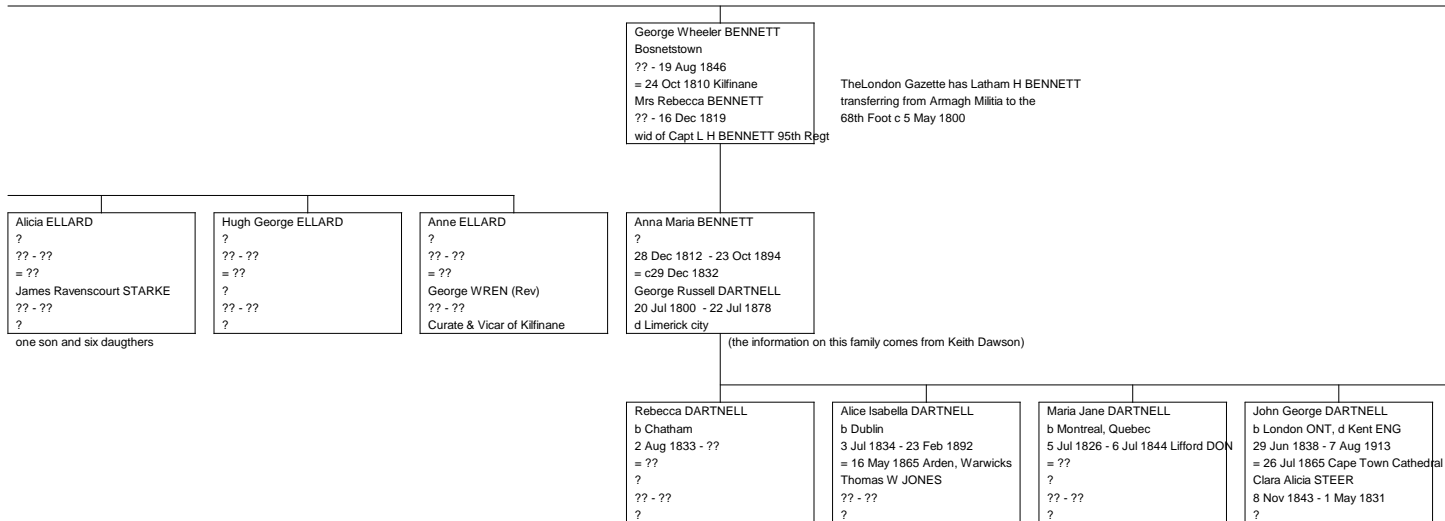 George Wheeler BENNETT
Bosnetstown
?? - 19 Aug 1846
= 24 Oct 1810 Kilfinane
Mrs Rebecca BENNETT
?? - 16 Dec 1819
wid of Capt L H BENNETT 95th Regt
TheLondon Gazette has Latham H BENNETT
transferring from Armagh Militia to the
68th Foot c 5 May 1800
Alicia ELLARD
?
?? - ??
= ??
James Ravenscourt STARKE
?? - ??
?
one son and six daugthers
Hugh George ELLARD
?
?? - ??
= ??
?
?? - ??
?
Anne ELLARD
?
?? - ??
= ??
George WREN (Rev)
?? - ??
Curate & Vicar of Kilfinane
Anna Maria BENNETT
?
28 Dec 1812 - 23 Oct 1894
= c29 Dec 1832
George Russell DARTNELL
20 Jul 1800 - 22 Jul 1878
d Limerick city
(the information on this family comes from Keith Dawson)
Rebecca DARTNELL
b Chatham
2 Aug 1833 - ??
= ??
?
?? - ??
?
Alice Isabella DARTNELL
b Dublin
3 Jul 1834 - 23 Feb 1892
= 16 May 1865 Arden, Warwicks
Thomas W JONES
?? - ??
?
Maria Jane DARTNELL
b Montreal, Quebec
5 Jul 1826 - 6 Jul 1844 Lifford DON
= ??
?
?? - ??
?
John George DARTNELL
b London ONT, d Kent ENG
29 Jun 1838 - 7 Aug 1913
= 26 Jul 1865 Cape Town Cathedral
Clara Alicia STEER
8 Nov 1843 - 1 May 1831
?